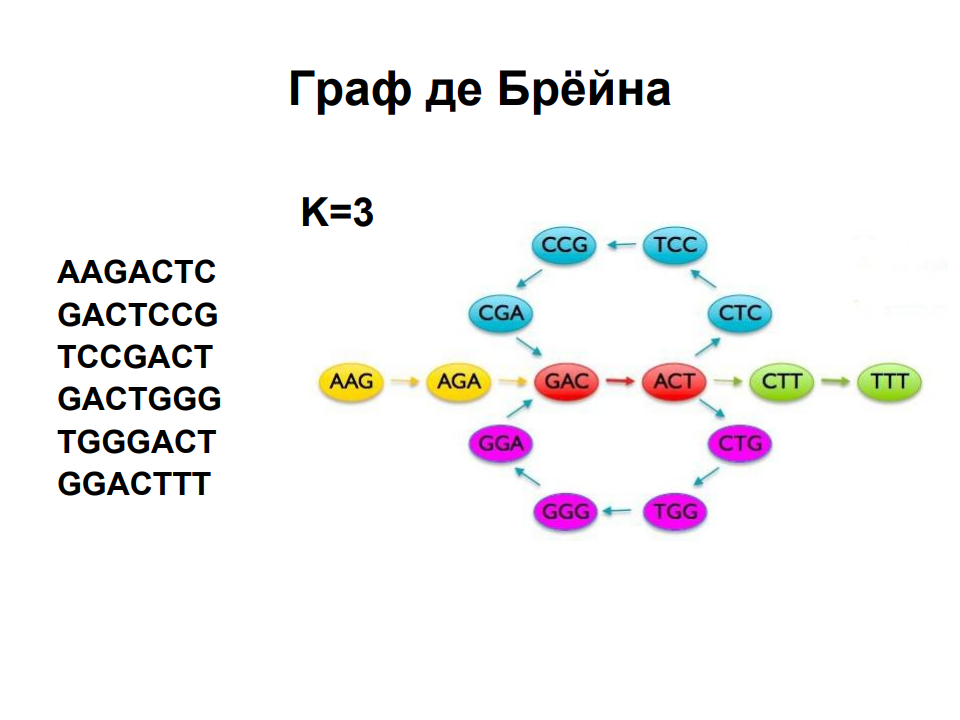 Граф де Брёйна
K=3
AAGACTC
GACTCCG
TCCGACT
GACTGGG
TGGGACT
GGACTTT
CCG TCC
CGA CTC
AAG AGA GAC ACT CTT TTT
GGA CTG
GGG TGG